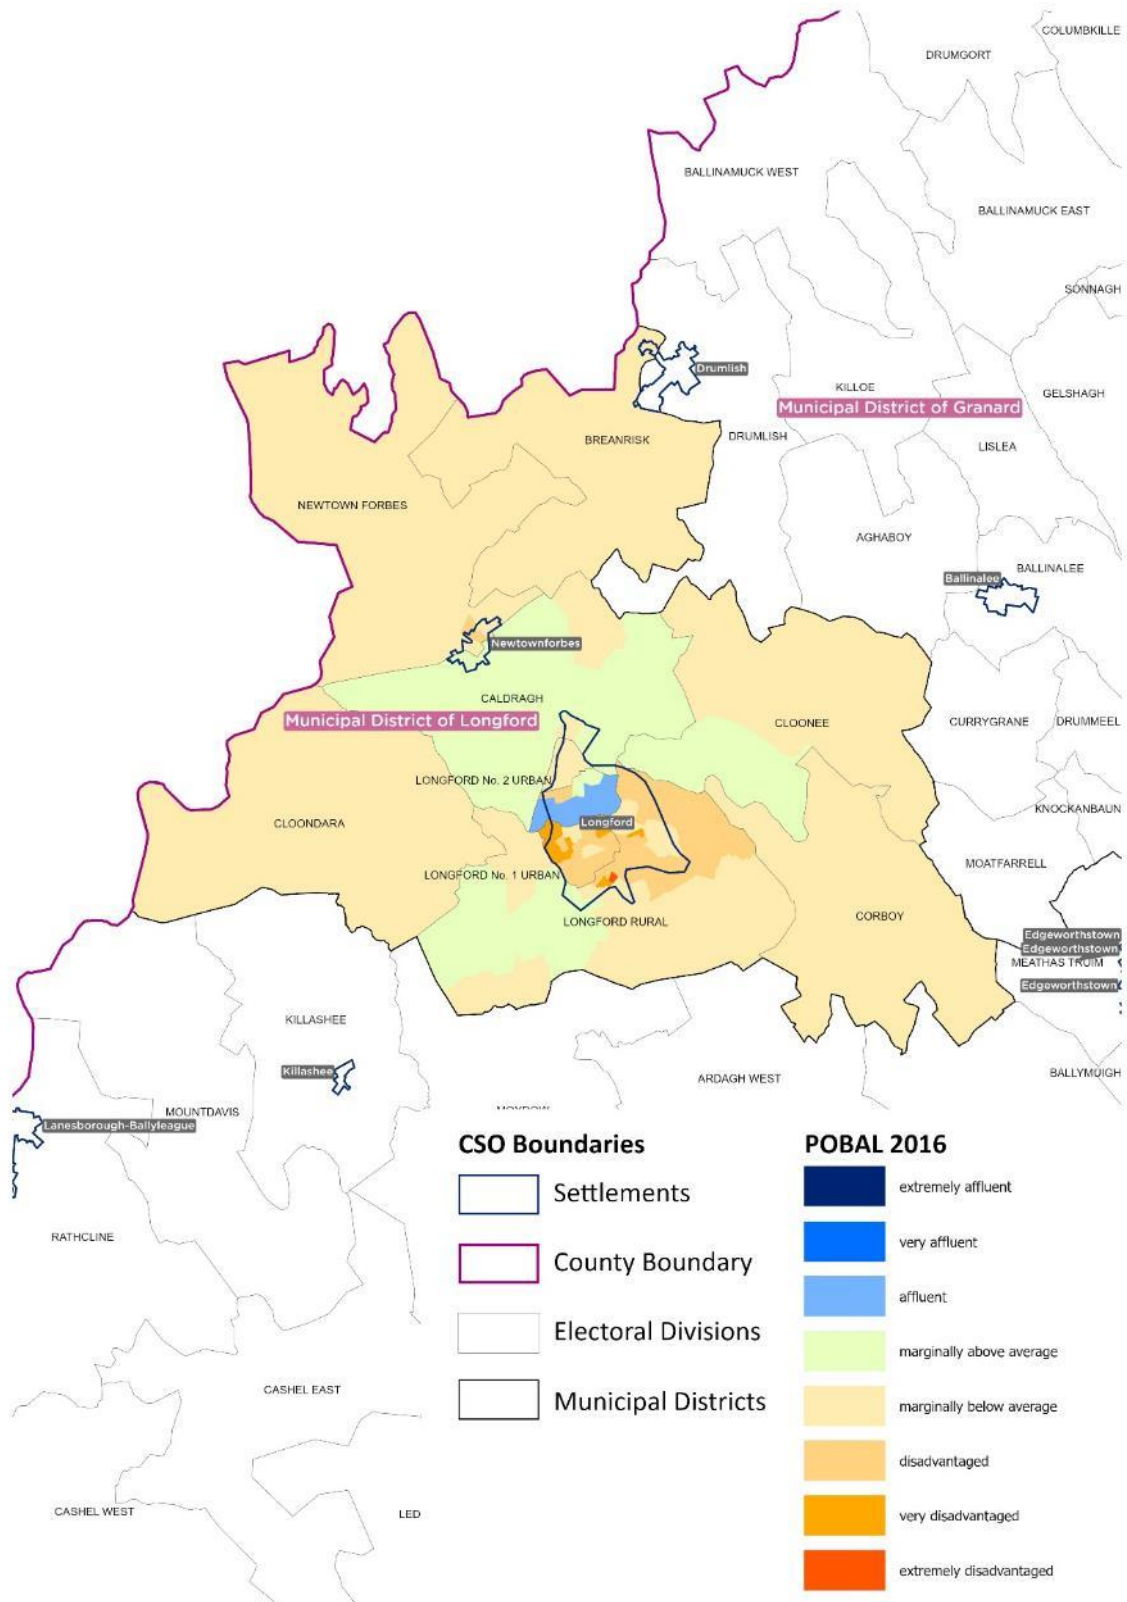 COLUMBKILLE
DRUMGORT
BALLINAMUCK WEST
BALLINAMUCK EAST
SONNAGH
Drumlish
KILLOE
GELSHAGH
Municipal District of Granard
BREANRISK
DRUMLISH
LISLEA
NEWTOWN FORBES
AGHABOY
BALLINALEE
Ballinalee
Newtownforbes
CALDRAGH
Municipal District of Longford
CLOONEE
CURRYGRANE
DRUMMEEL
LONGFORD No. 2 URBAN
KNOCKANBAUN
CLOONDARA
Longford
MOATFARRELL
LONGFORD No. 1 URBAN
LONGFORD RURAL
CORBOY
Edgeworthstown
Edgeworthstown
MEATHAS TRUIM
Edgeworthstown
KILLASHEE
Killashee
ARDAGH WEST
BALLYMUIGH
MOUNTDAVIS
Lanesborough-Ballyleague
RATHCLINE
CASHEL EAST
CASHEL WEST
LED
CSO Boundaries
Settlements
County Boundary
Electoral Divisions
Municipal Districts
POBAL 2016
extremely affluent
very affluent
affluent
marginally above average
marginally below average
disadvantaged
very disadvantaged
extremely disadvantaged